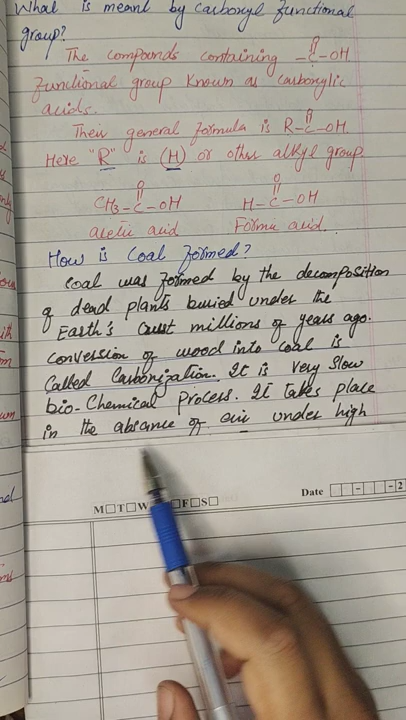 What is meant by carboxyl functional
group?
The compounds containing -C-OH
O
functional group known as carboxylic
acids.
Their general formula is R-C-OH.
O
Here "R" is (H) or other alkyl group
O
CH3-C-OH
acetic acid
O
H-C-OH
Formic acid.
How is Coal formed?
Coal was formed by the decomposition
of dead plants buried under the
Earth's Crust millions of years ago.
conversion of wood into coal is
Called Carbonization. It is very slow
bio-Chemical process. It takes place
in the absance of air under high
M□T□W F□S□
Date - -2